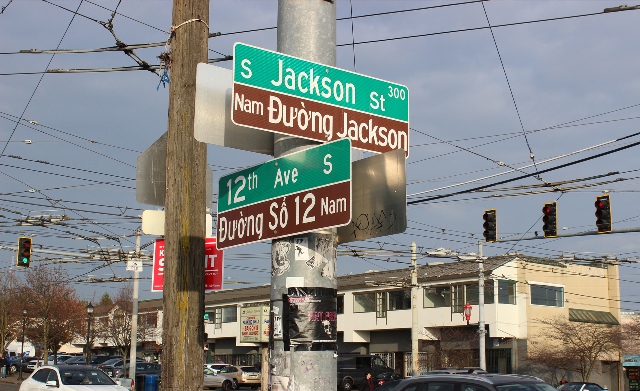 S Jackson St 300
Nam Đường Jackson
12th Ave S
Đường Số 12 Nam